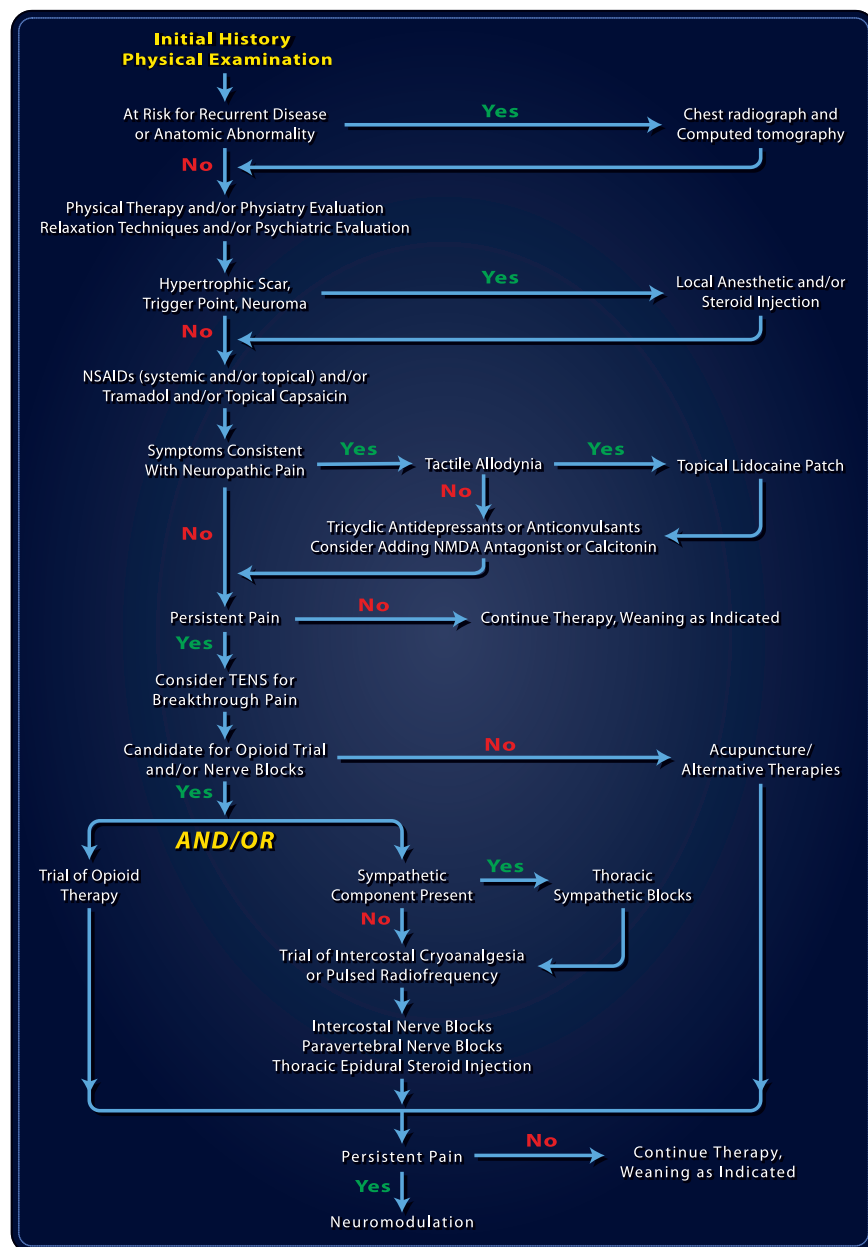 Initial History
Physical Examination
At Risk for Recurrent Disease
or Anatomic Abnormality
Yes
Chest radiograph and
Computed tomography
No
Physical Therapy and/or Physiatry Evaluation
Relaxation Techniques and/or Psychiatric Evaluation
Hypertrophic Scar,
Trigger Point, Neuroma
Yes
Local Anesthetic and/or
Steroid Injection
No
NSAIDs (systemic and/or topical) and/or
Tramadol and/or Topical Capsaicin
Symptoms Consistent
With Neuropathic Pain
Yes
Tactile Allodynia
Yes
Topical Lidocaine Patch
No
No
Tricyclic Antidepressants or Anticonvulsants
Consider Adding NMDA Antagonist or Calcitonin
Persistent Pain
No
Continue Therapy, Weaning as Indicated
Yes
Consider TENS for
Breakthrough Pain
Candidate for Opioid Trial
and/or Nerve Blocks
No
Acupuncture/
Alternative Therapies
Yes
AND/OR
Trial of Opioid
Therapy
Sympathetic
Component Present
Yes
Thoracic
Sympathetic Blocks
No
Trial of Intercostal Cryoanalgesia
or Pulsed Radiofrequency
Intercostal Nerve Blocks
Paravertebral Nerve Blocks
Thoracic Epidural Steroid Injection
Persistent Pain
No
Continue Therapy,
Weaning as Indicated
Yes
Neuromodulation